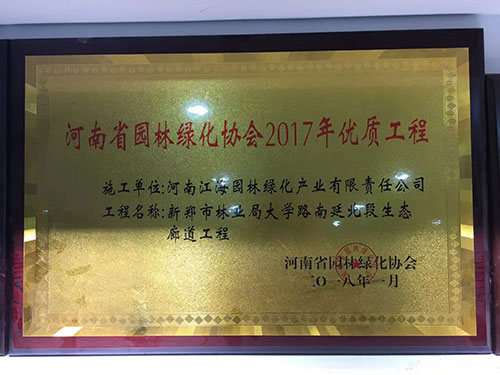 河南省园林绿化协会2017年优质工程
施工单位:河南江海园林绿化产业有限责任公司
工程名称:新郑市林业局大学路南延北段生态
廊道工程
河南省园林绿化协会
二〇一八年一月